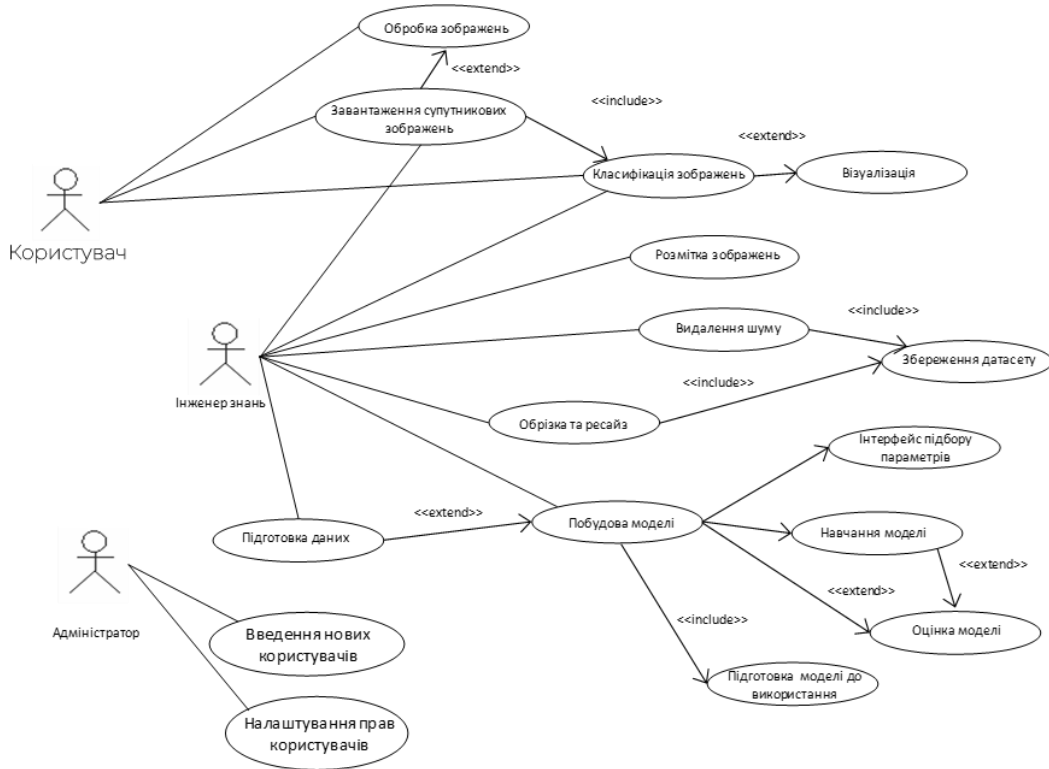 Обробка зображень
<<extend>>
Завантаження супутникових
зображень
<<include>>
<<extend>>
Класифікація зображень
Візуалізація
Користувач
Розмітка зображень
Видалення шуму
<<include>>
Збереження датасету
<<include>>
Інженер знань
Обрізка та ресайз
Інтерфейс підбору
параметрів
<<extend>>
Підготовка даних
Побудова моделі
Навчання моделі
<<extend>>
<<extend>>
Адміністратор
Введення нових
користувачів
<<include>>
Оцінка моделі
Підготовка моделі до
використання
Налаштування прав
користувачів